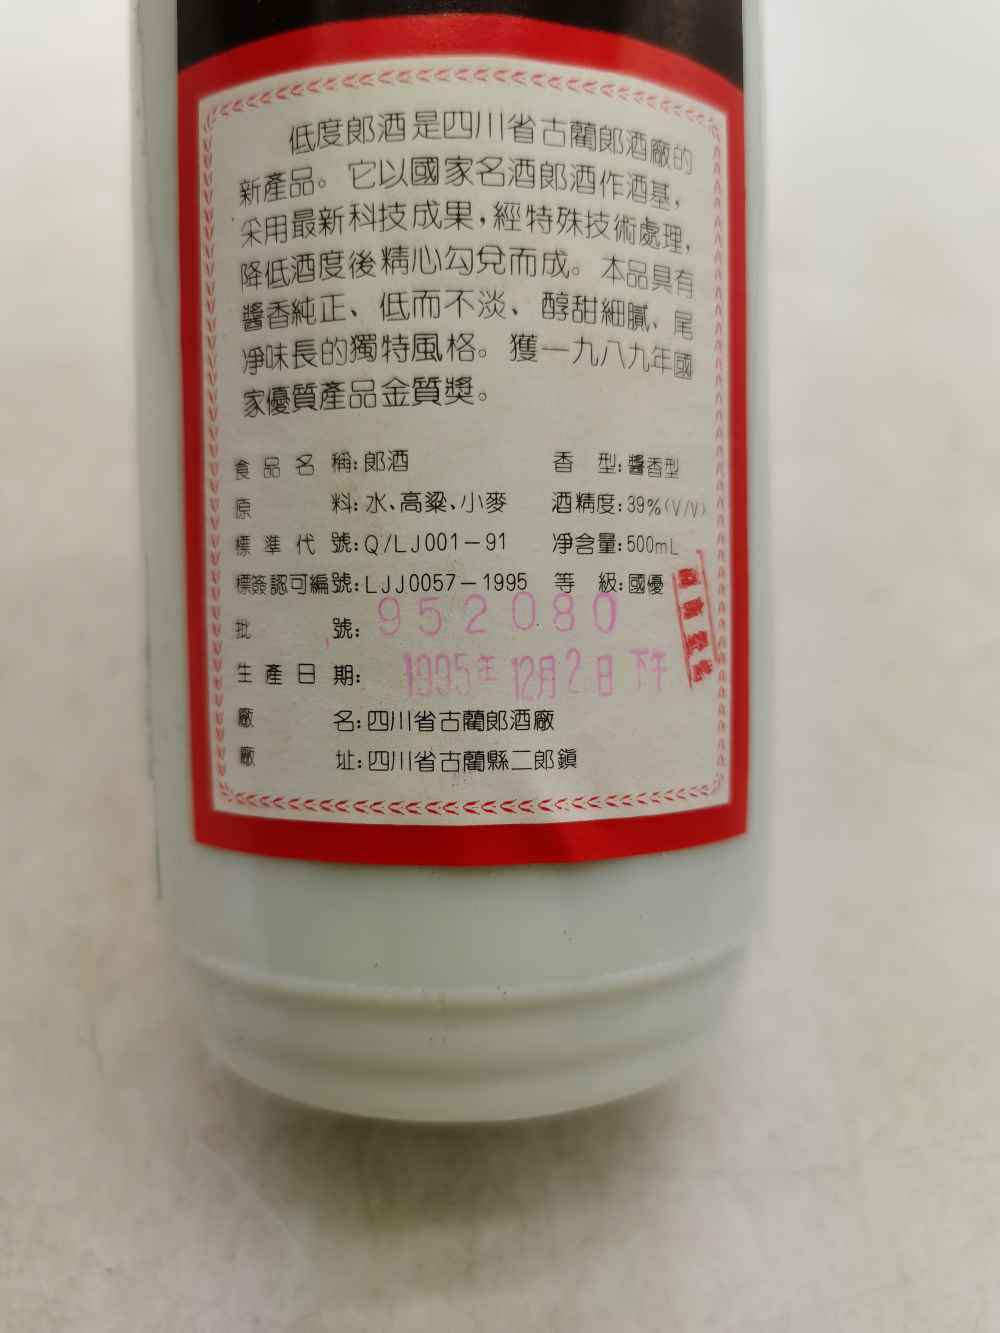 低度郎酒是四川省古藺郎酒廠的
新產品。它以國家名酒郎酒作酒基，
采用最新科技成果，經特殊技術處理，
降低酒度後精心勾兌而成。本品具有
醬香純正、低而不淡、醇甜細膩、尾
凈味長的獨特風格。獲一九八九年國
家優質產品金質獎。
食品名稱：郎酒 香型：醬香型
原料：水、高粱、小麥 酒精度：39%(V/V)
標準代號：Q/LJ001－91 凈含量：500mL
標簽認可編號：LJJ0057－1995 等級：國優
批號：952080
生產日期：1995年12月2日下午
廠名：四川省古藺郎酒廠
廠址：四川省古藺縣二郎鎮